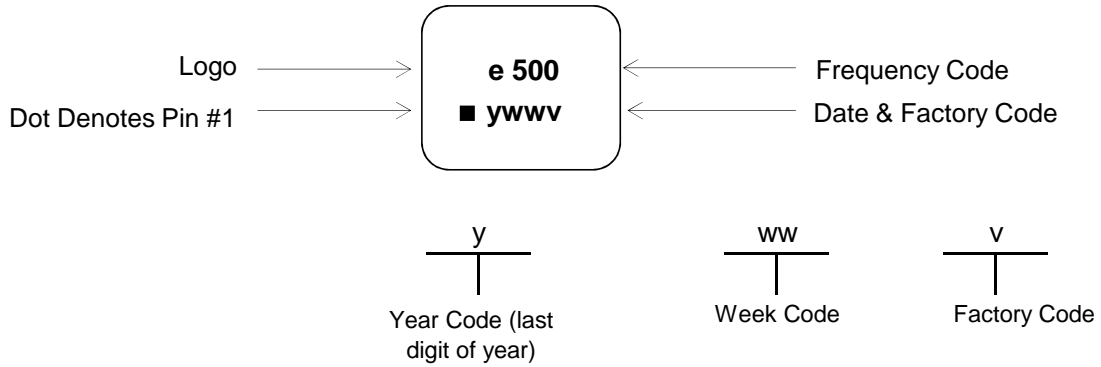 Logo
e 500
Frequency Code
Dot Denotes Pin #1
■ ywwv
Date & Factory Code
y
ww
v
Year Code (last
digit of year)
Week Code
Factory Code